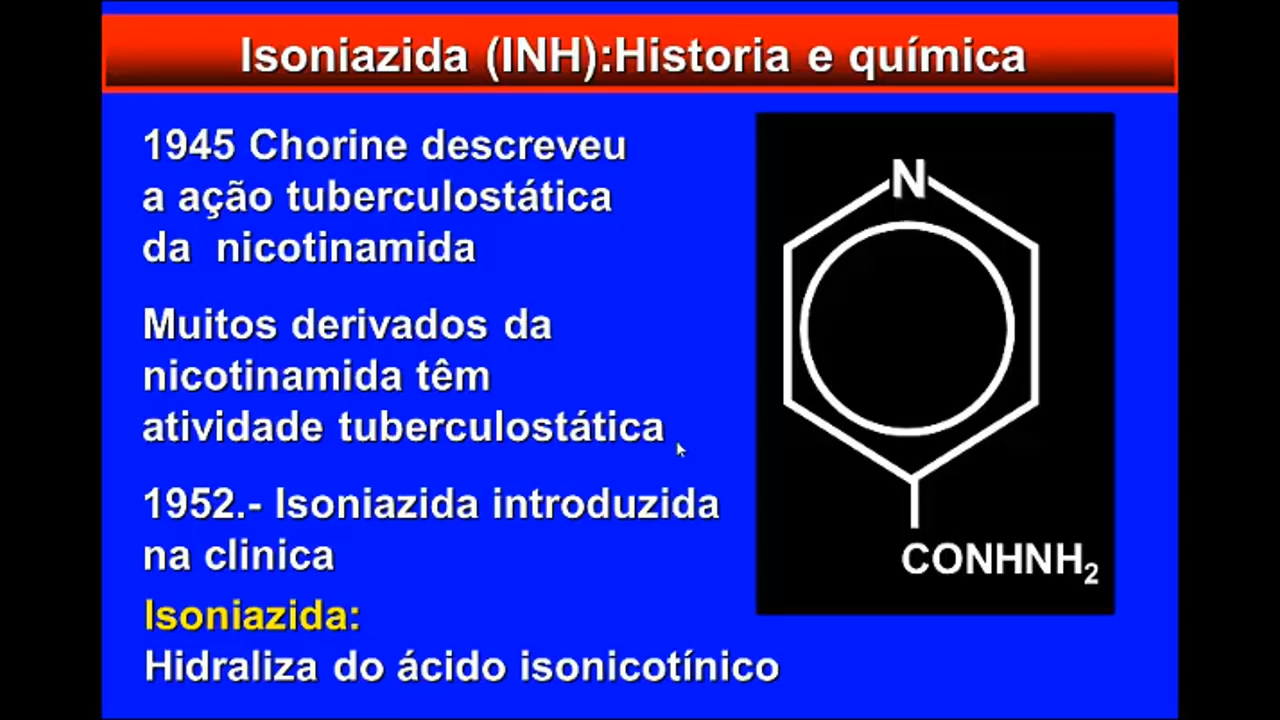 Isoniazida (INH):Historia e química
1945 Chorine descreveu
a ação tuberculostática
da nicotinamida
Muitos derivados da
nicotinamida têm
atividade tuberculostática
1952.- Isoniazida introduzida
na clinica
Isoniazida:
Hidraliza do ácido isonicotínico
N
CONHNH₂